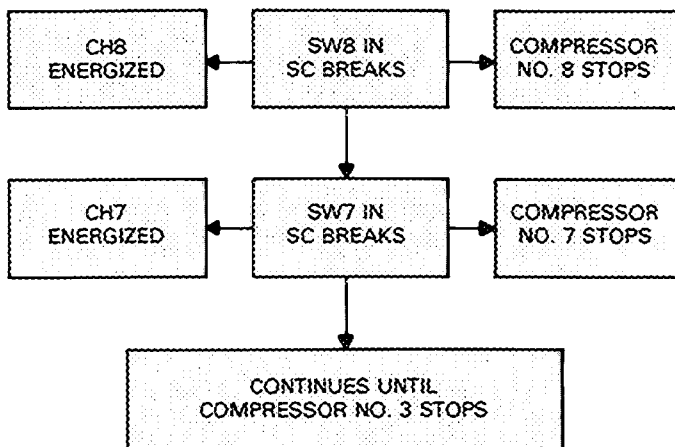 CH8
ENERGIZED
SW8 IN
SC BREAKS
COMPRESSOR
NO. 8 STOPS
CH7
ENERGIZED
SW7 IN
SC BREAKS
COMPRESSOR
NO. 7 STOPS
CONTINUES UNTIL
COMPRESSOR NO. 3 STOPS